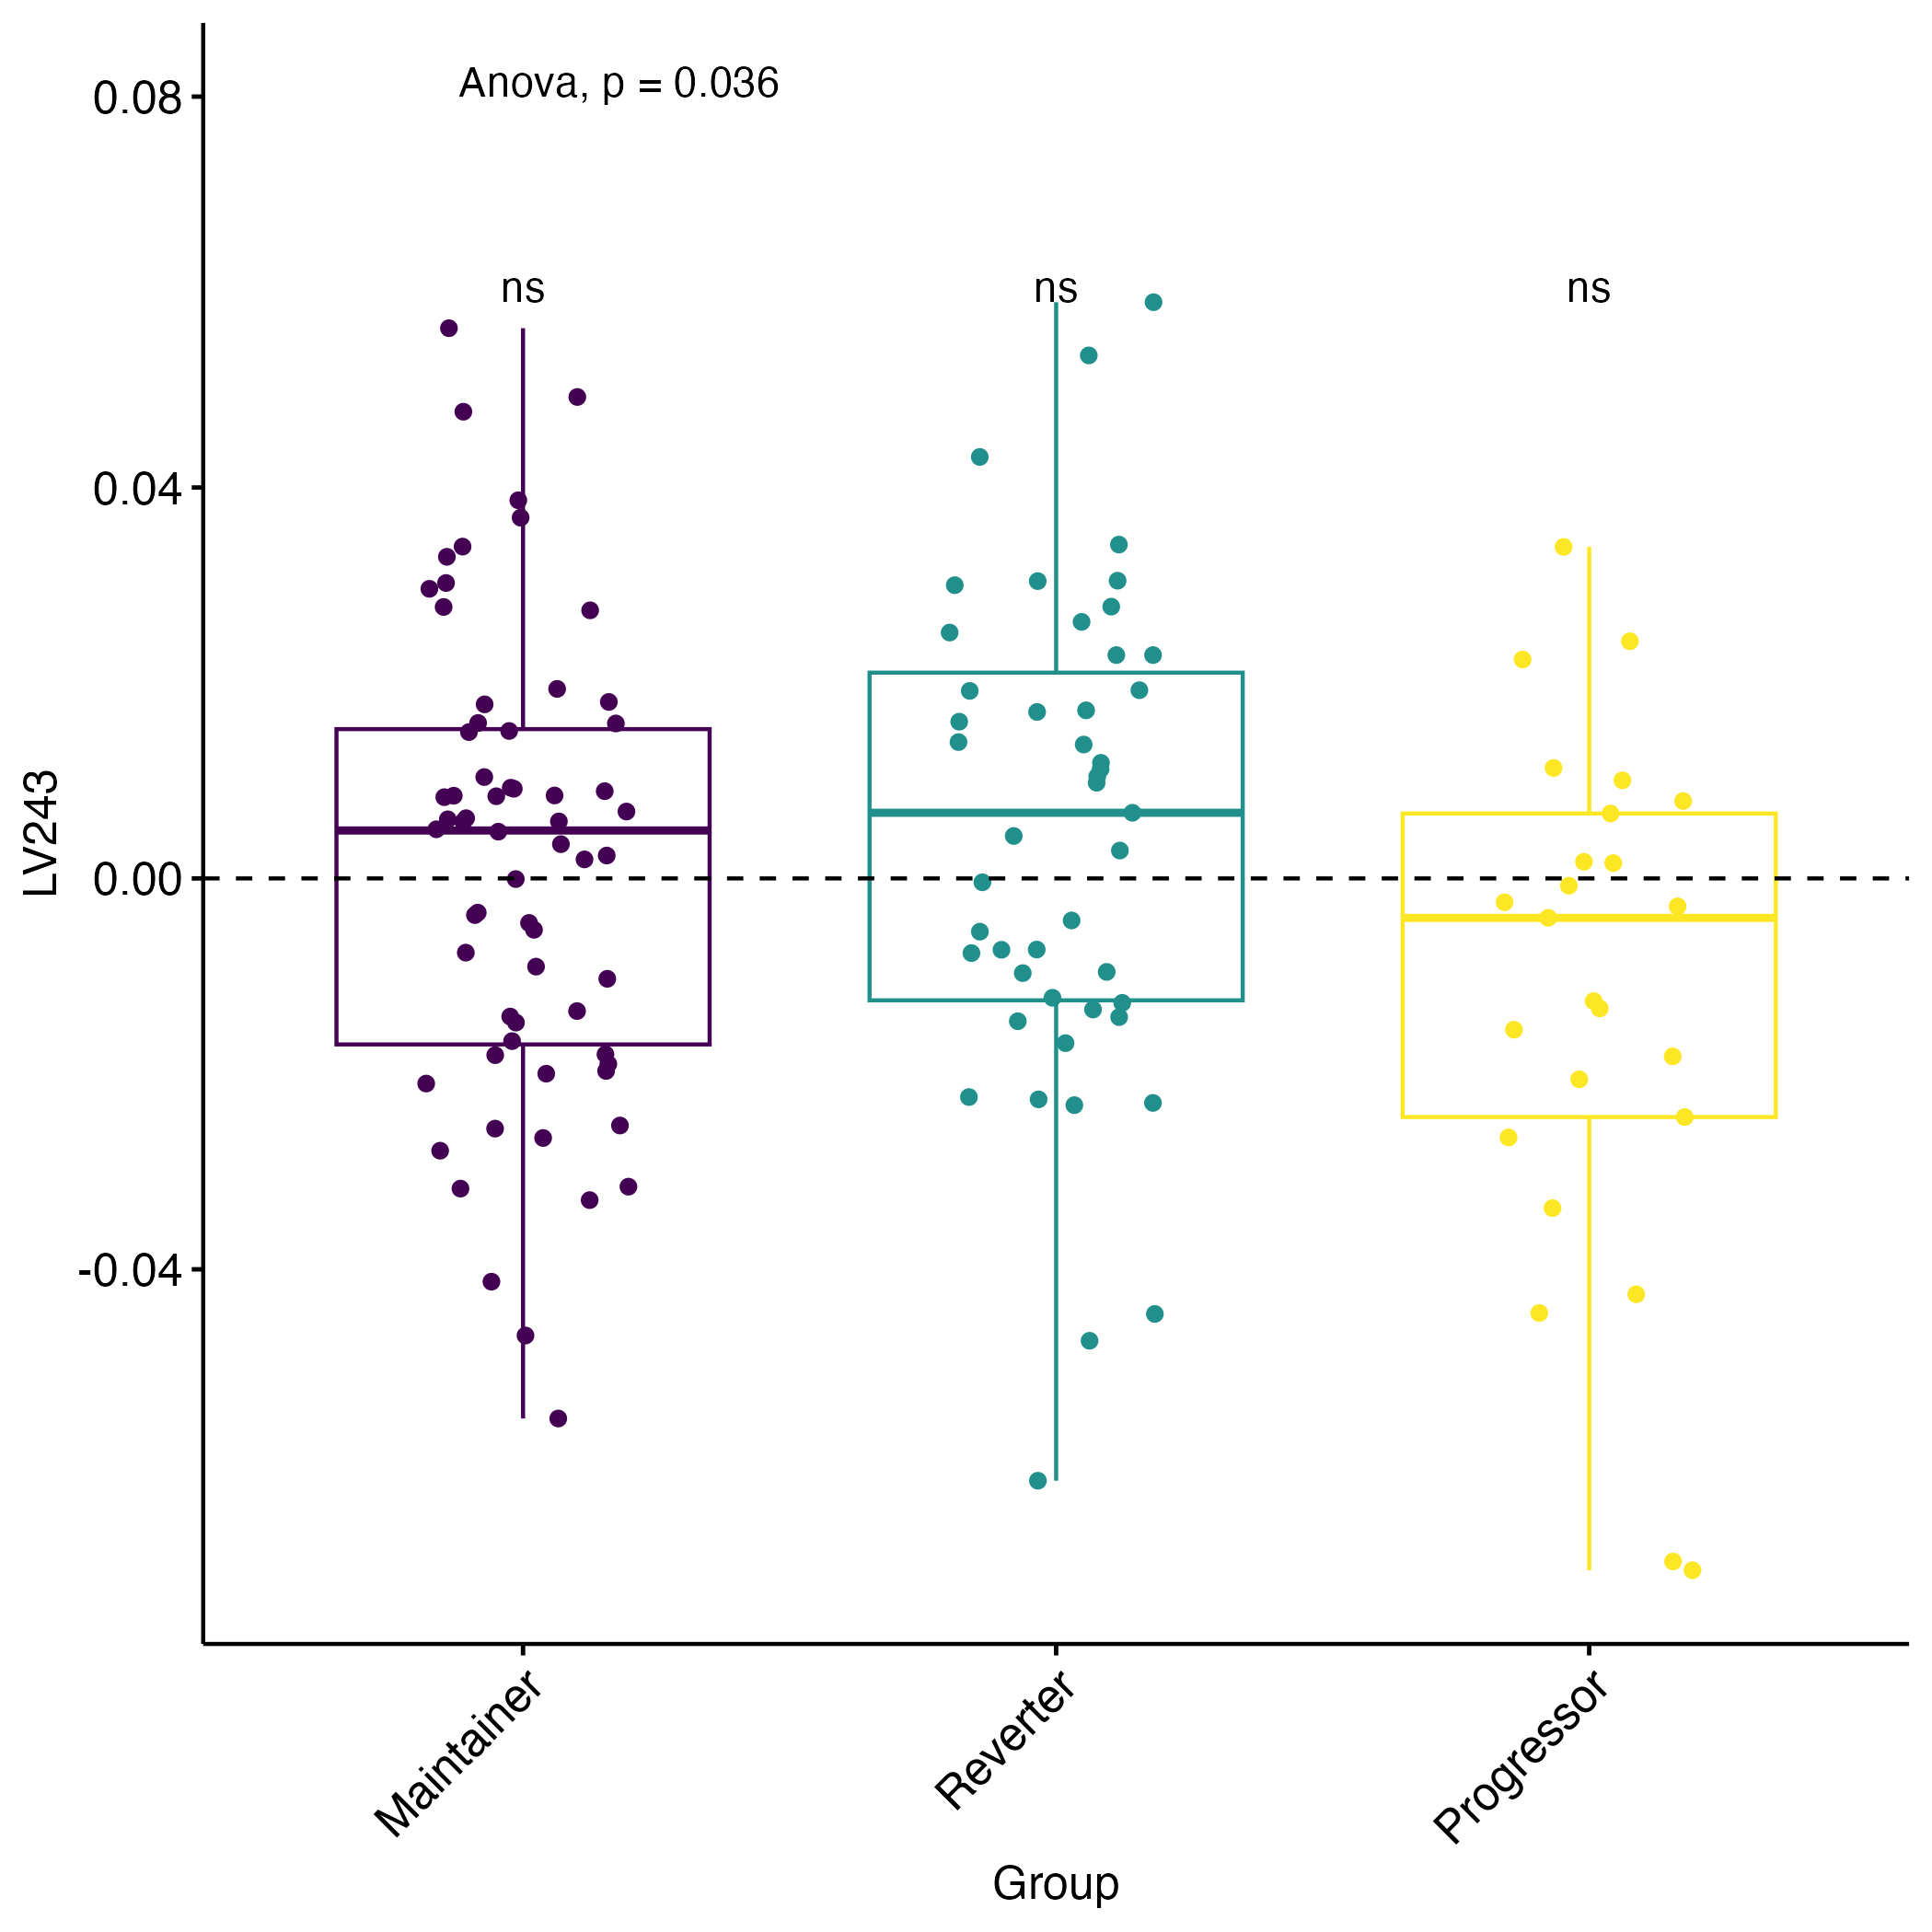 Anova, p = 0.036
0.08
ns ns ns
0.04
LV243
0.00
-0.04
Maintainer Reverter Progressor
Group